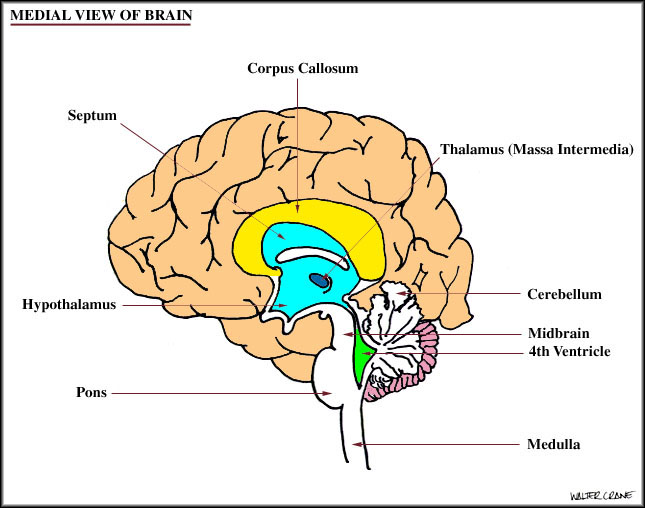 MEDIAL VIEW OF BRAIN
Corpus Callosum
Septum
Thalamus (Massa Intermedia)
Hypothalamus
Cerebellum
Midbrain
4th Ventricle
Pons
Medulla
WALTER CRANE